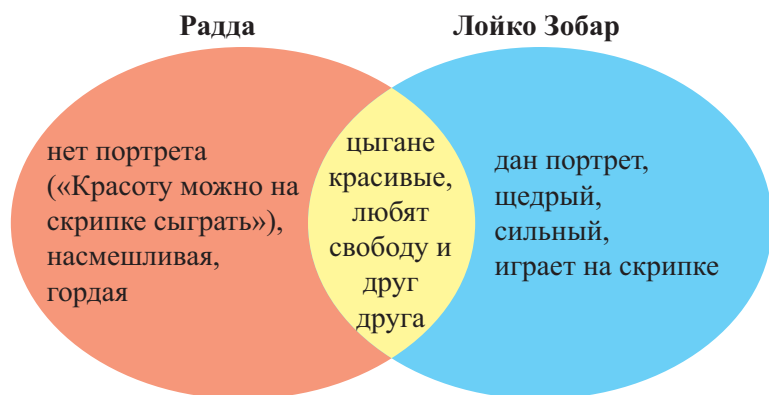 Радда
Лойко Зобар
нет портрета
(«Красоту можно на
скрипке сыграть»),
насмешливая,
гордая
цыгане
красивые,
любят
свободу и
друг
друга
дан портрет,
щедрый,
сильный,
играет на скрипке